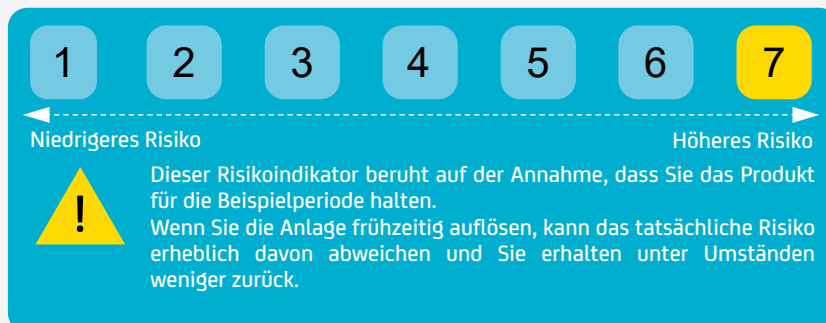 1 2 3 4 5 6 7
Niedrigeres Risiko Höheres Risiko
!
Dieser Risikoindikator beruht auf der Annahme, dass Sie das Produkt
für die Beispielperiode halten.
Wenn Sie die Anlage frühzeitig auflösen, kann das tatsächliche Risiko
erheblich davon abweichen und Sie erhalten unter Umständen
weniger zurück.